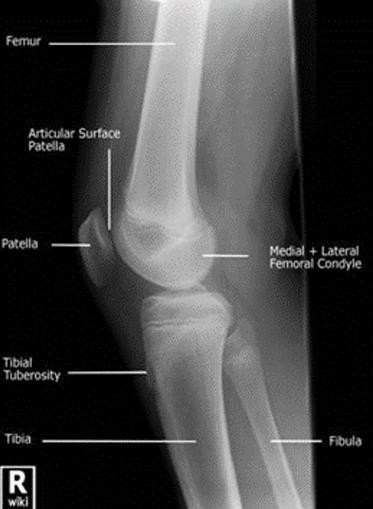 Femur
Articular Surface
Patella
Patella
Medial + Lateral
Femoral Condyle
Tibial
Tuberosity
Tibia
Fibula
R
wiki